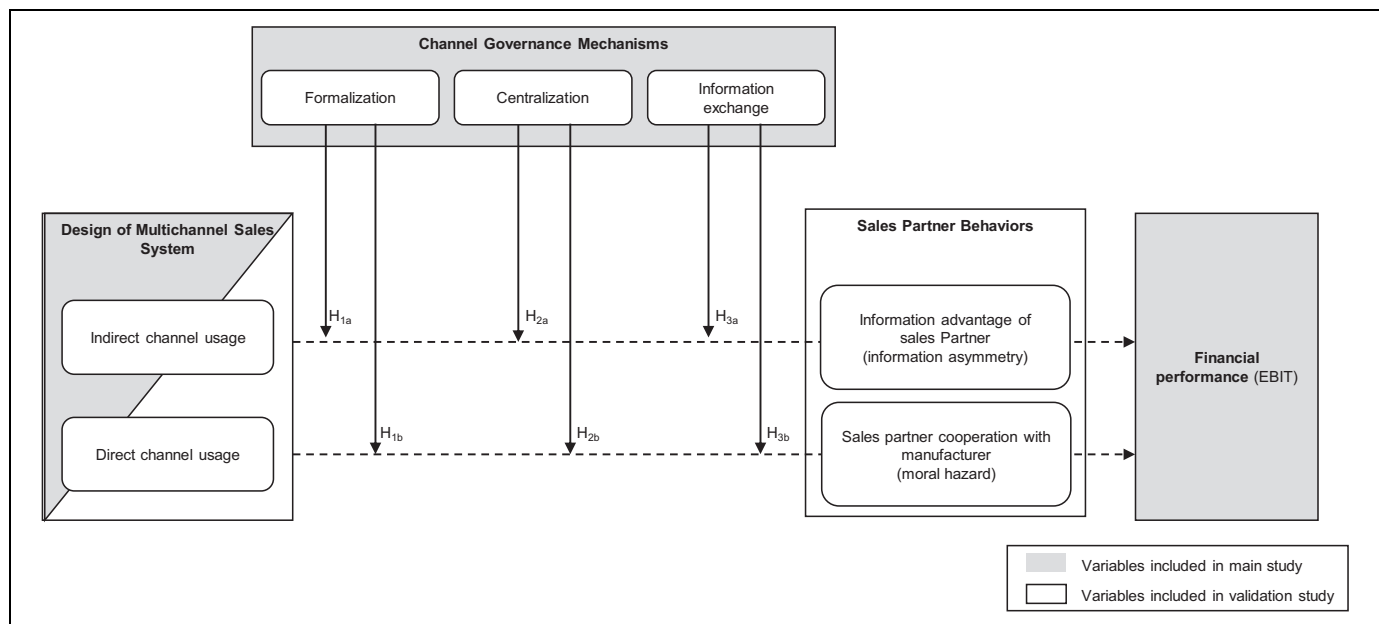 Channel Governance Mechanisms
Formalization
Centralization
Information
exchange
Design of Multichannel Sales
System
Indirect channel usage
Direct channel usage
H1a
H2a
H3a
H1b
H2b
H3b
Sales Partner Behaviors
Information advantage of
sales Partner
(information asymmetry)
Sales partner cooperation with
manufacturer
(moral hazard)
Financial
performance (EBIT)
Variables included in main study
Variables included in validation study